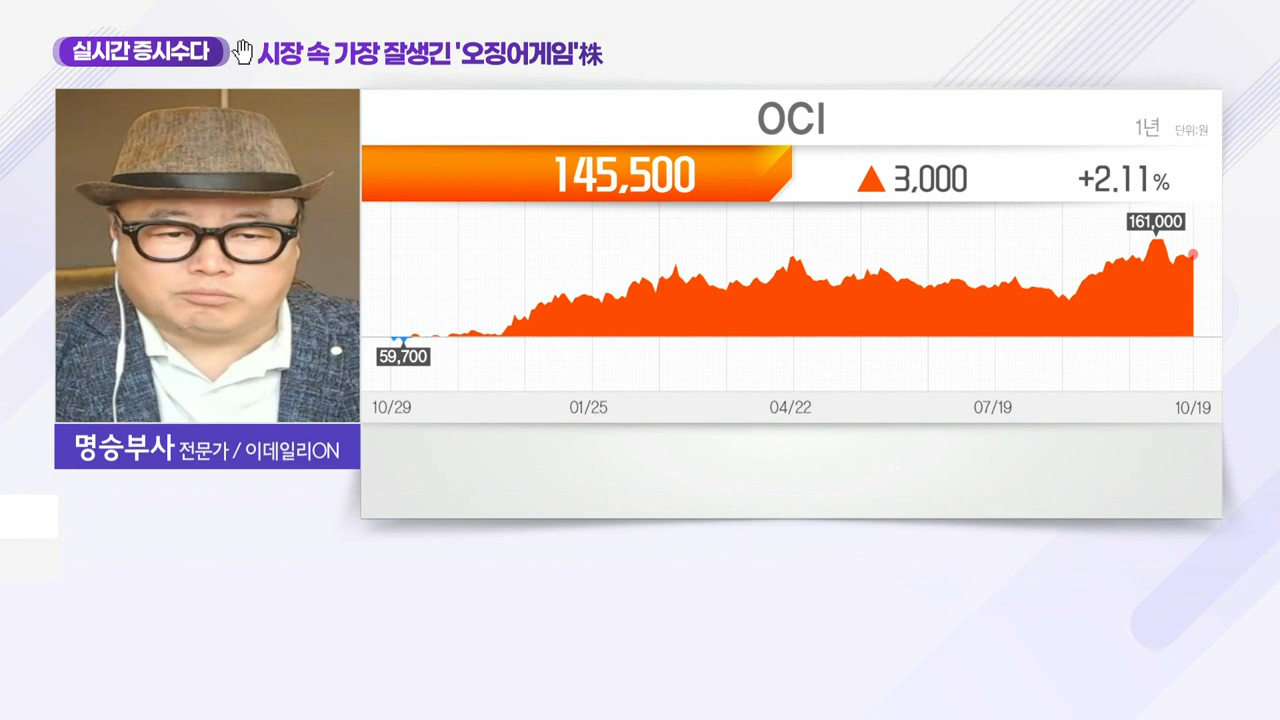 실시간 증시수다 시장 속 가장 잘생긴 '오징어게임'株
OCI
1년 단위:원
145,500 ▲ 3,000 +2.11%
161,000
59,700
10/29 01/25 04/22 07/19 10/19
명승부사 전문가 / 이데일리ON